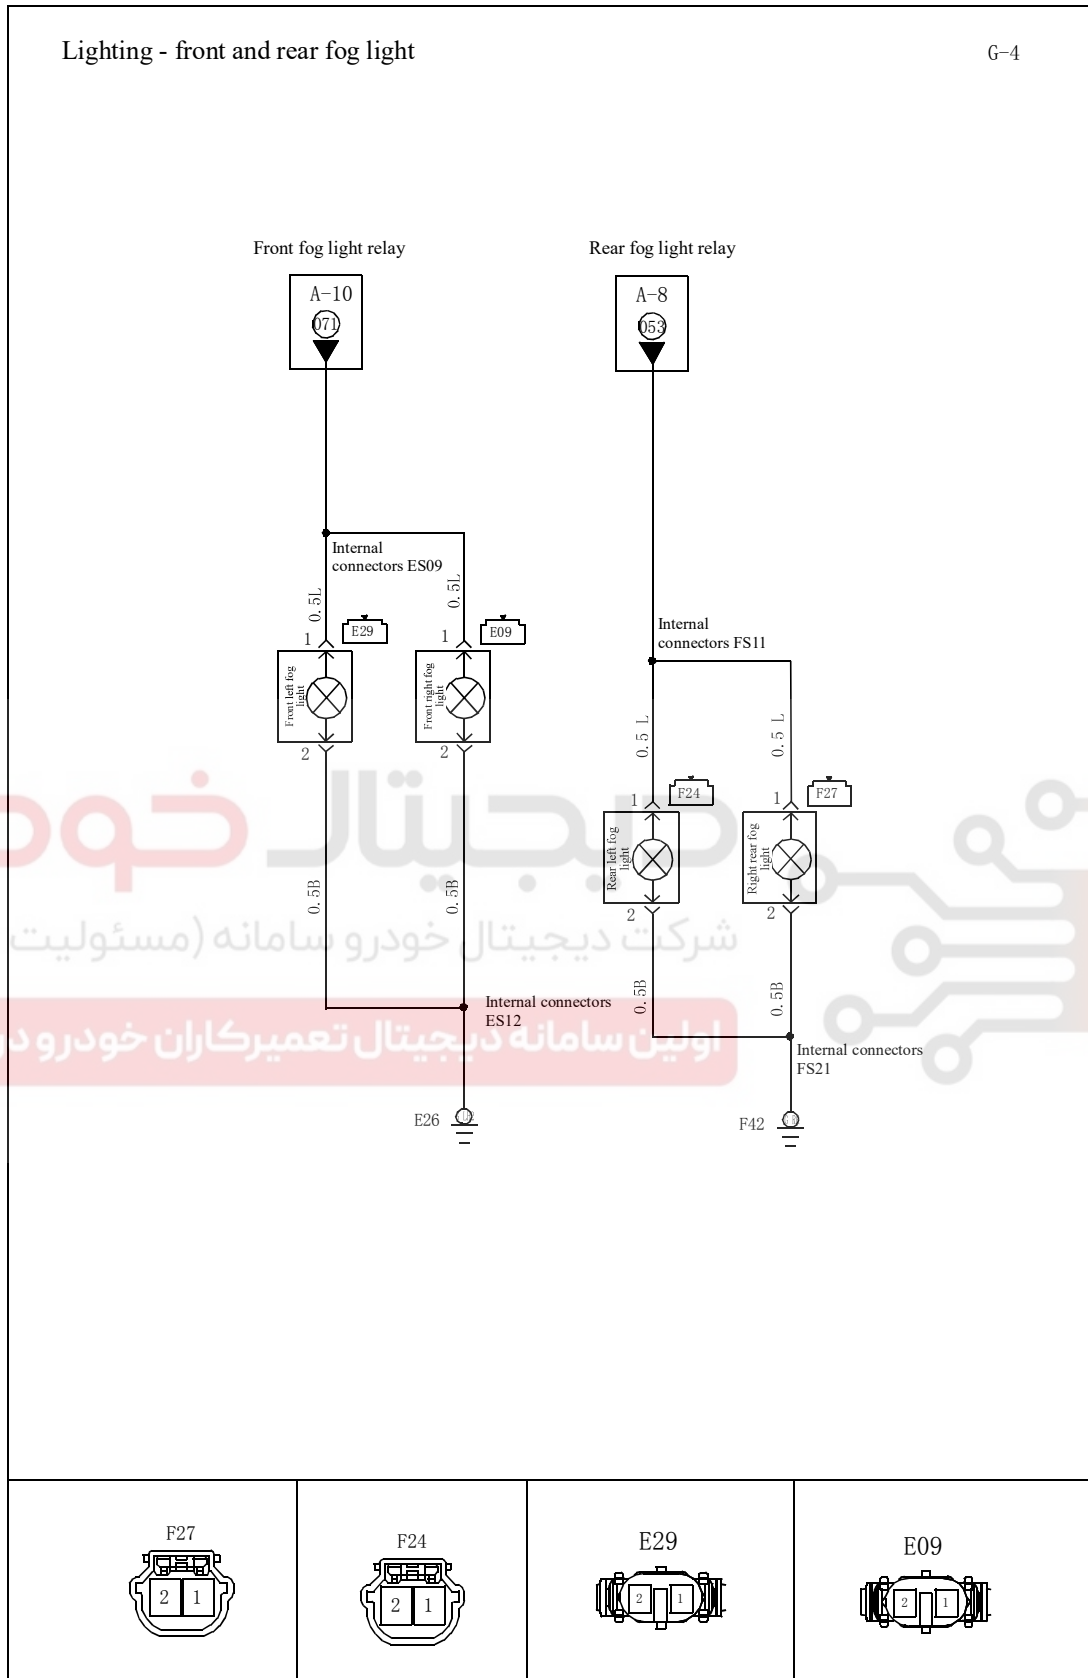 Lighting - front and rear fog light
G-4
Front fog light relay
Rear fog light relay
A-10
071
A-8
053
Internal
connectors ES09
0.5L
0.5L
1
E29
1
E09
Front left fog
light
Front right fog
light
2
2
Internal
connectors FS11
0.5 L
0.5 L
1
F24
1
F27
Rear left fog
light
Right rear fog
light
2
2
دیجیتال خود
شرکت دیجیتال خودرو سامانه (مسئولیت
اولین سامانه دیجیتال تعمیرکاران خودرو در
0.5B
0.5B
0.5B
0.5B
Internal connectors
ES12
Internal connectors
FS21
E26
F42
F27
2 1
F24
2 1
E29
2 1
E09
2 1